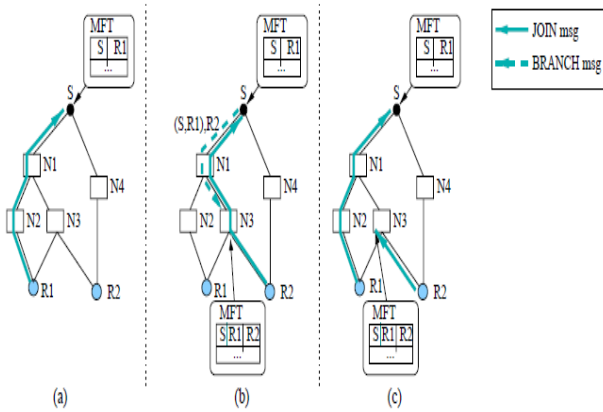 MFT
S R1
...
S
N1
N4
N2
N3
R1
R2
(a)
MFT
S R1
...
S
(S,R1),R2
N1
N4
N2
N3
R1
R2
MFT
S R1 R2
...
(b)
MFT
S R1
...
S
N1
N4
N2
N3
R1
R2
MFT
S R1 R2
...
(c)
JOIN msg
BRANCH msg